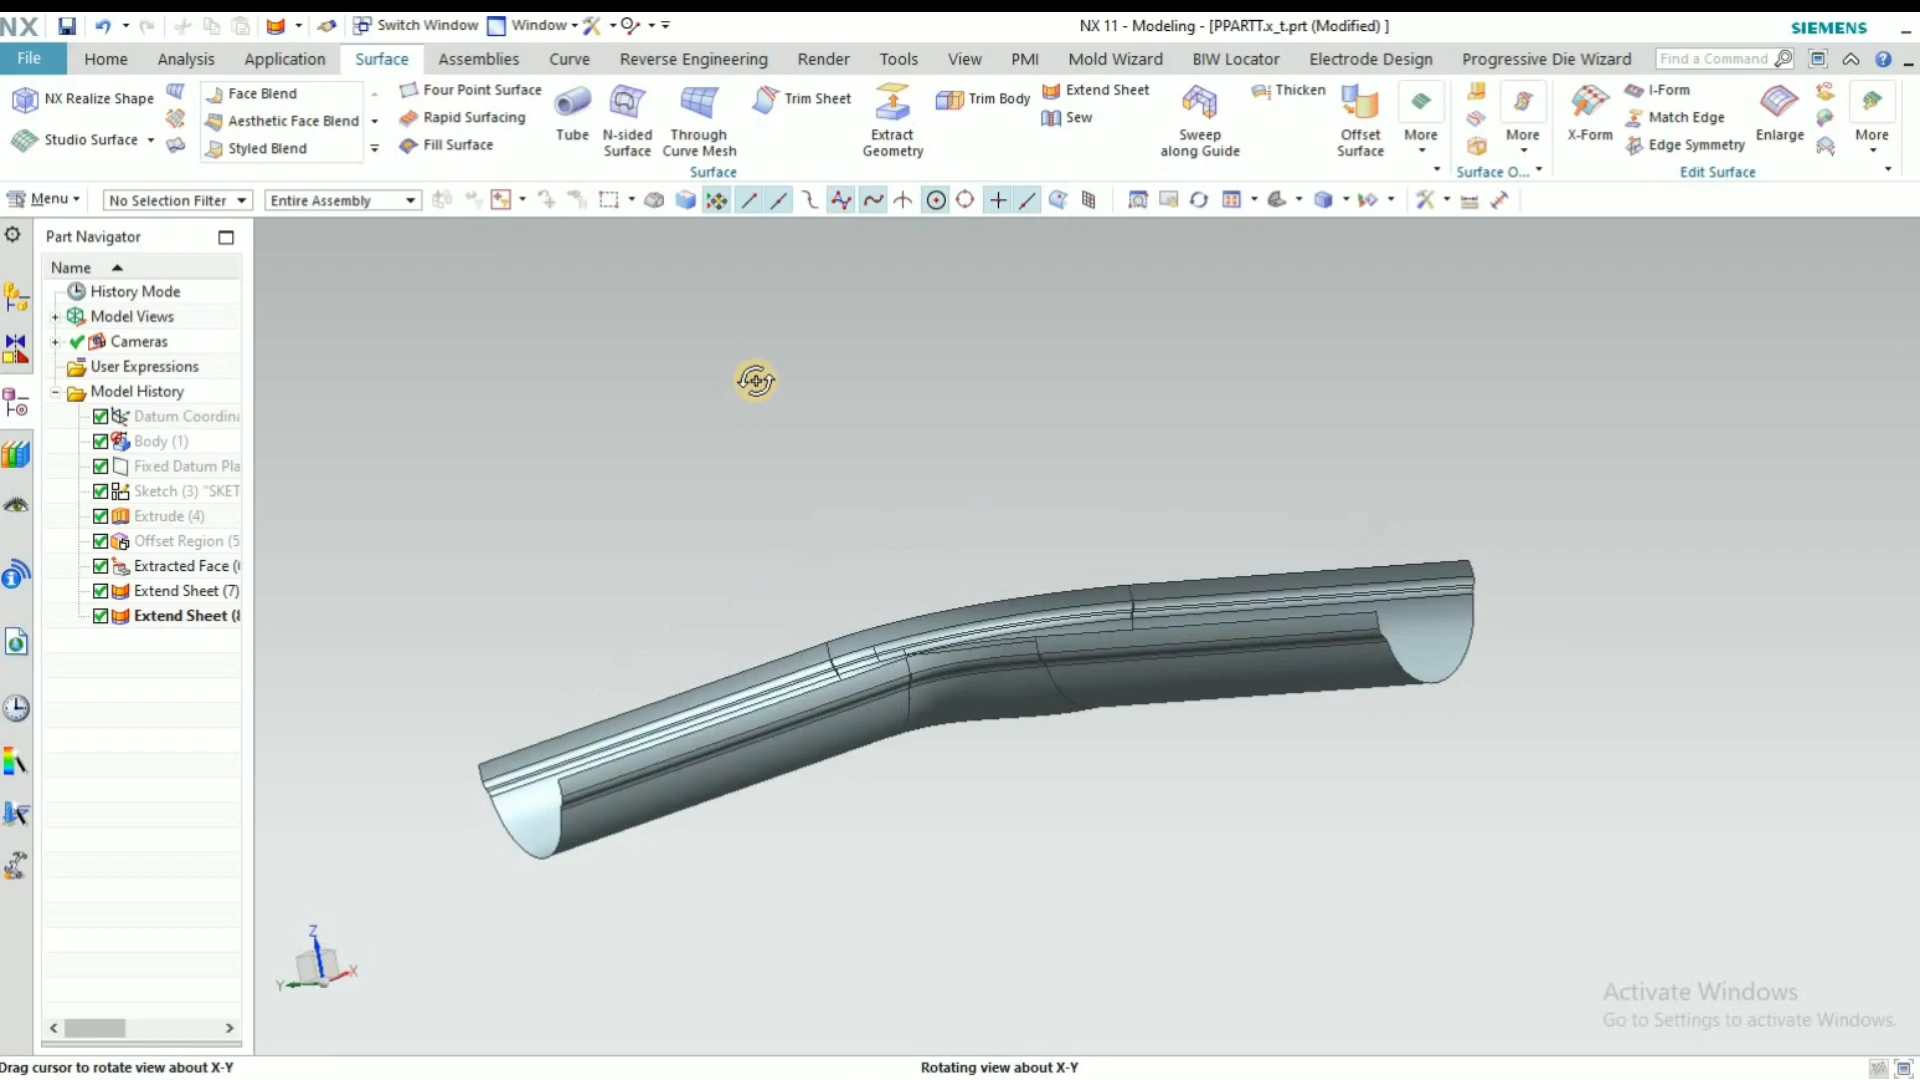 NX
Switch Window
Window
NX 11 - Modeling - [PPARTT.x_t.prt (Modified) ]
SIEMENS
File
Home
Analysis
Application
Surface
Assemblies
Curve
Reverse Engineering
Render
Tools
View
PMI
Mold Wizard
BIW Locator
Electrode Design
Progressive Die Wizard
Find a Command
NX Realize Shape
Studio Surface
Face Blend
Aesthetic Face Blend
Styled Blend
Four Point Surface
Rapid Surfacing
Fill Surface
Tube
N-sided
Surface
Through
Curve Mesh
Trim Sheet
Extract
Geometry
Trim Body
Extend Sheet
Sew
Sweep
along Guide
Thicken
Offset
Surface
More
More
X-Form
I-Form
Match Edge
Edge Symmetry
Enlarge
More
Surface
Surface O...
Edit Surface
Menu
No Selection Filter
Entire Assembly
Part Navigator
Name
History Mode
Model Views
Cameras
User Expressions
Model History
Datum Coordina
Body (1)
Fixed Datum Pla
Sketch (3) "SKET
Extrude (4)
Offset Region (5
Extracted Face (
Extend Sheet (7)
Extend Sheet (8
Z
X
Y
Activate Windows
Go to Settings to activate Windows.
Drag cursor to rotate view about X-Y
Rotating view about X-Y